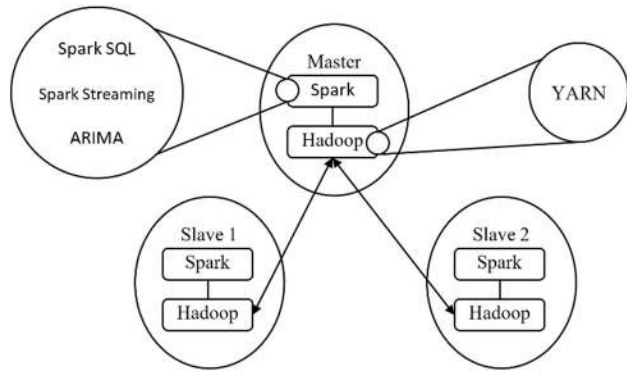 Spark SQL
Spark Streaming
ARIMA
Master
Spark
Hadoop
YARN
Slave 1
Spark
Hadoop
Slave 2
Spark
Hadoop